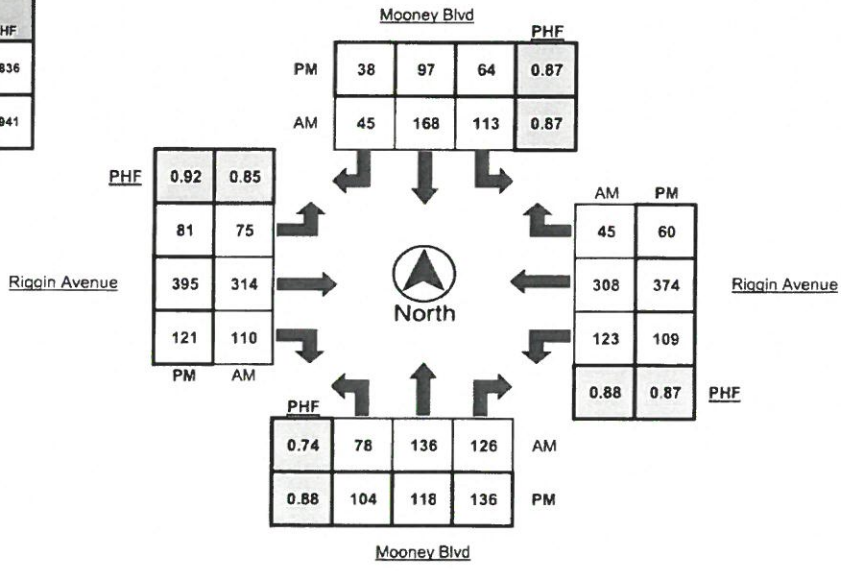 Mooney Blvd
HF
PHF
836
PM 38 97 64 0.87
941
AM 45 168 113 0.87
PHF 0.92 0.85
AM PM
81 75
45 60
Riggin Avenue 395 314
308 374 Riggin Avenue
North
121 110
123 109
PM AM
0.88 0.87 PHF
PHF
0.74 78 136 126 AM
0.88 104 118 136 PM
Mooney Blvd